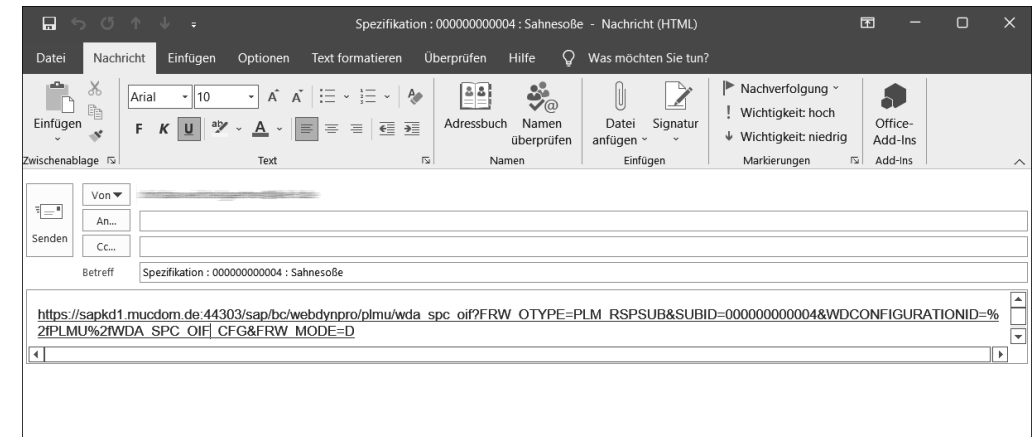 Spezifikation : 000000000004 : Sahnesoße - Nachricht (HTML)
Datei Nachricht Einfügen Optionen Text formatieren Überprüfen Hilfe Was möchten Sie tun?
Einfügen
Zwischenablage
Arial 10
F K U
Text
Adressbuch
Namen überprüfen
Namen
Datei anfügen
Signatur
Einfügen
Nachverfolgung
Wichtigkeit: hoch
Wichtigkeit: niedrig
Markierungen
Office-Add-Ins
Add-Ins
Senden
Von
An...
Cc...
Betreff Spezifikation : 000000000004 : Sahnesoße
https://sapkd1.mucdom.de:44303/sap/bc/webdynpro/plmu/wda_spc_oif?FRW_OTYPE=PLM_RSPSUB&SUBID=000000000004&WDCONFIGURATIONID=%
2fPLMU%2fWDA_SPC_OIF_CFG&FRW_MODE=D